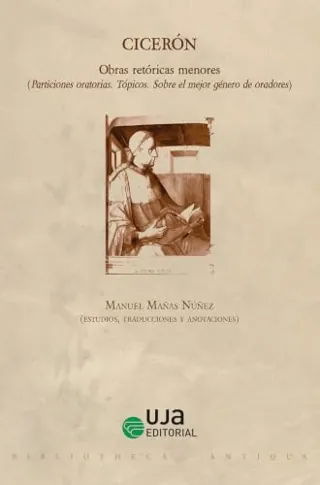 CICERÓN
Obras retóricas menores
(Particiones oratorias. Tópicos. Sobre el mejor género de oradores)
MANUEL MAÑAS NÚÑEZ
(ESTUDIOS, TRADUCCIONES Y ANOTACIONES)
uja
EDITORIAL
BIBLIOTHECA ANTIQUA